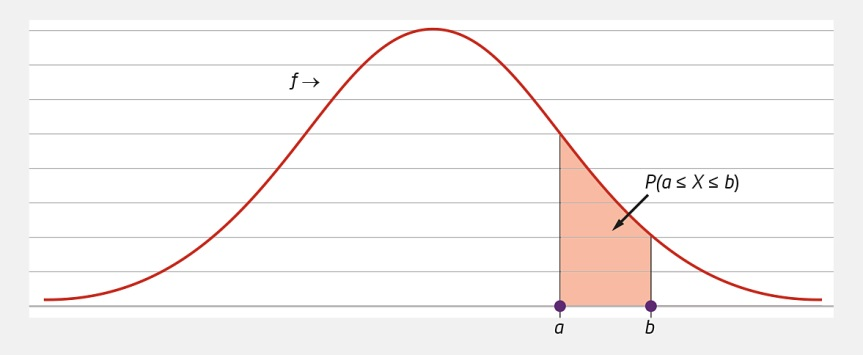 f →
P(a ≤ X ≤ b)
a
b